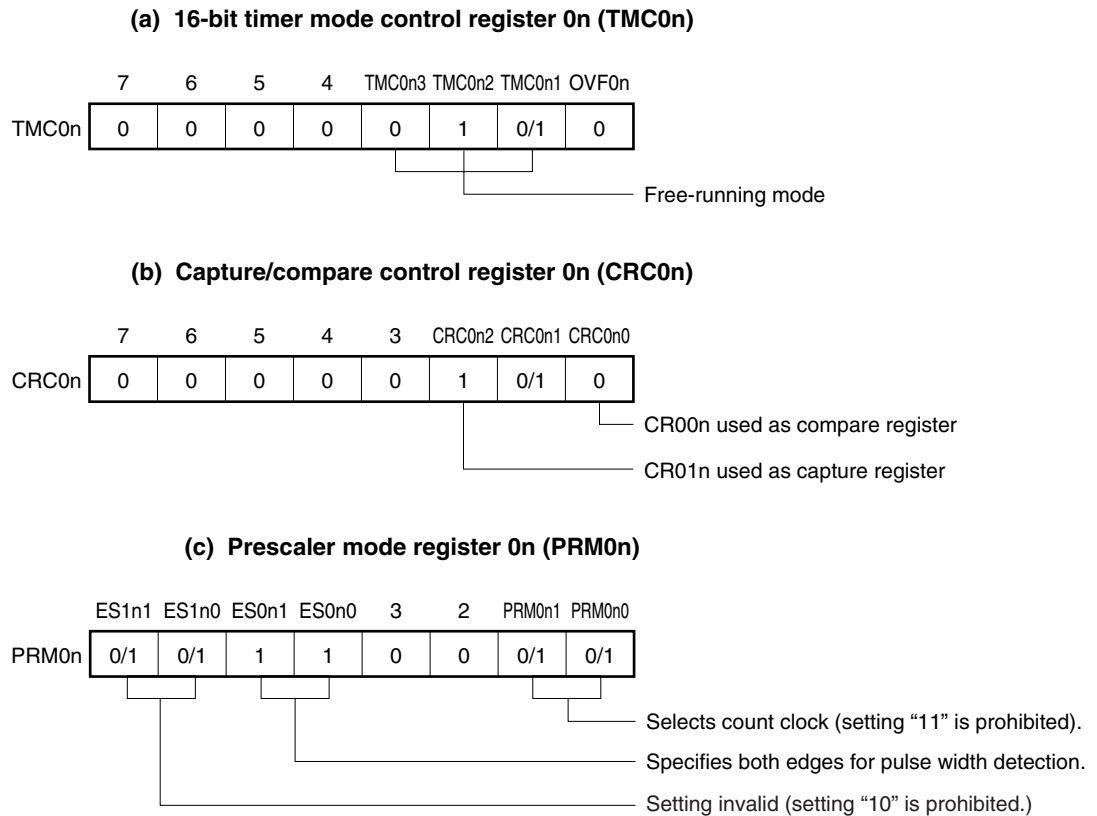 (a) 16-bit timer mode control register 0n (TMC0n)
7 6 5 4 TMC0n3 TMC0n2 TMC0n1 OVF0n
TMC0n 0 0 0 0 0 1 0/1 0
Free-running mode
(b) Capture/compare control register 0n (CRC0n)
7 6 5 4 3 CRC0n2 CRC0n1 CRC0n0
CRC0n 0 0 0 0 0 1 0/1 0
CR00n used as compare register
CR01n used as capture register
(c) Prescaler mode register 0n (PRM0n)
ES1n1 ES1n0 ES0n1 ES0n0 3 2 PRM0n1 PRM0n0
PRM0n 0/1 0/1 1 1 0 0 0/1 0/1
Selects count clock (setting “11” is prohibited).
Specifies both edges for pulse width detection.
Setting invalid (setting “10” is prohibited.)